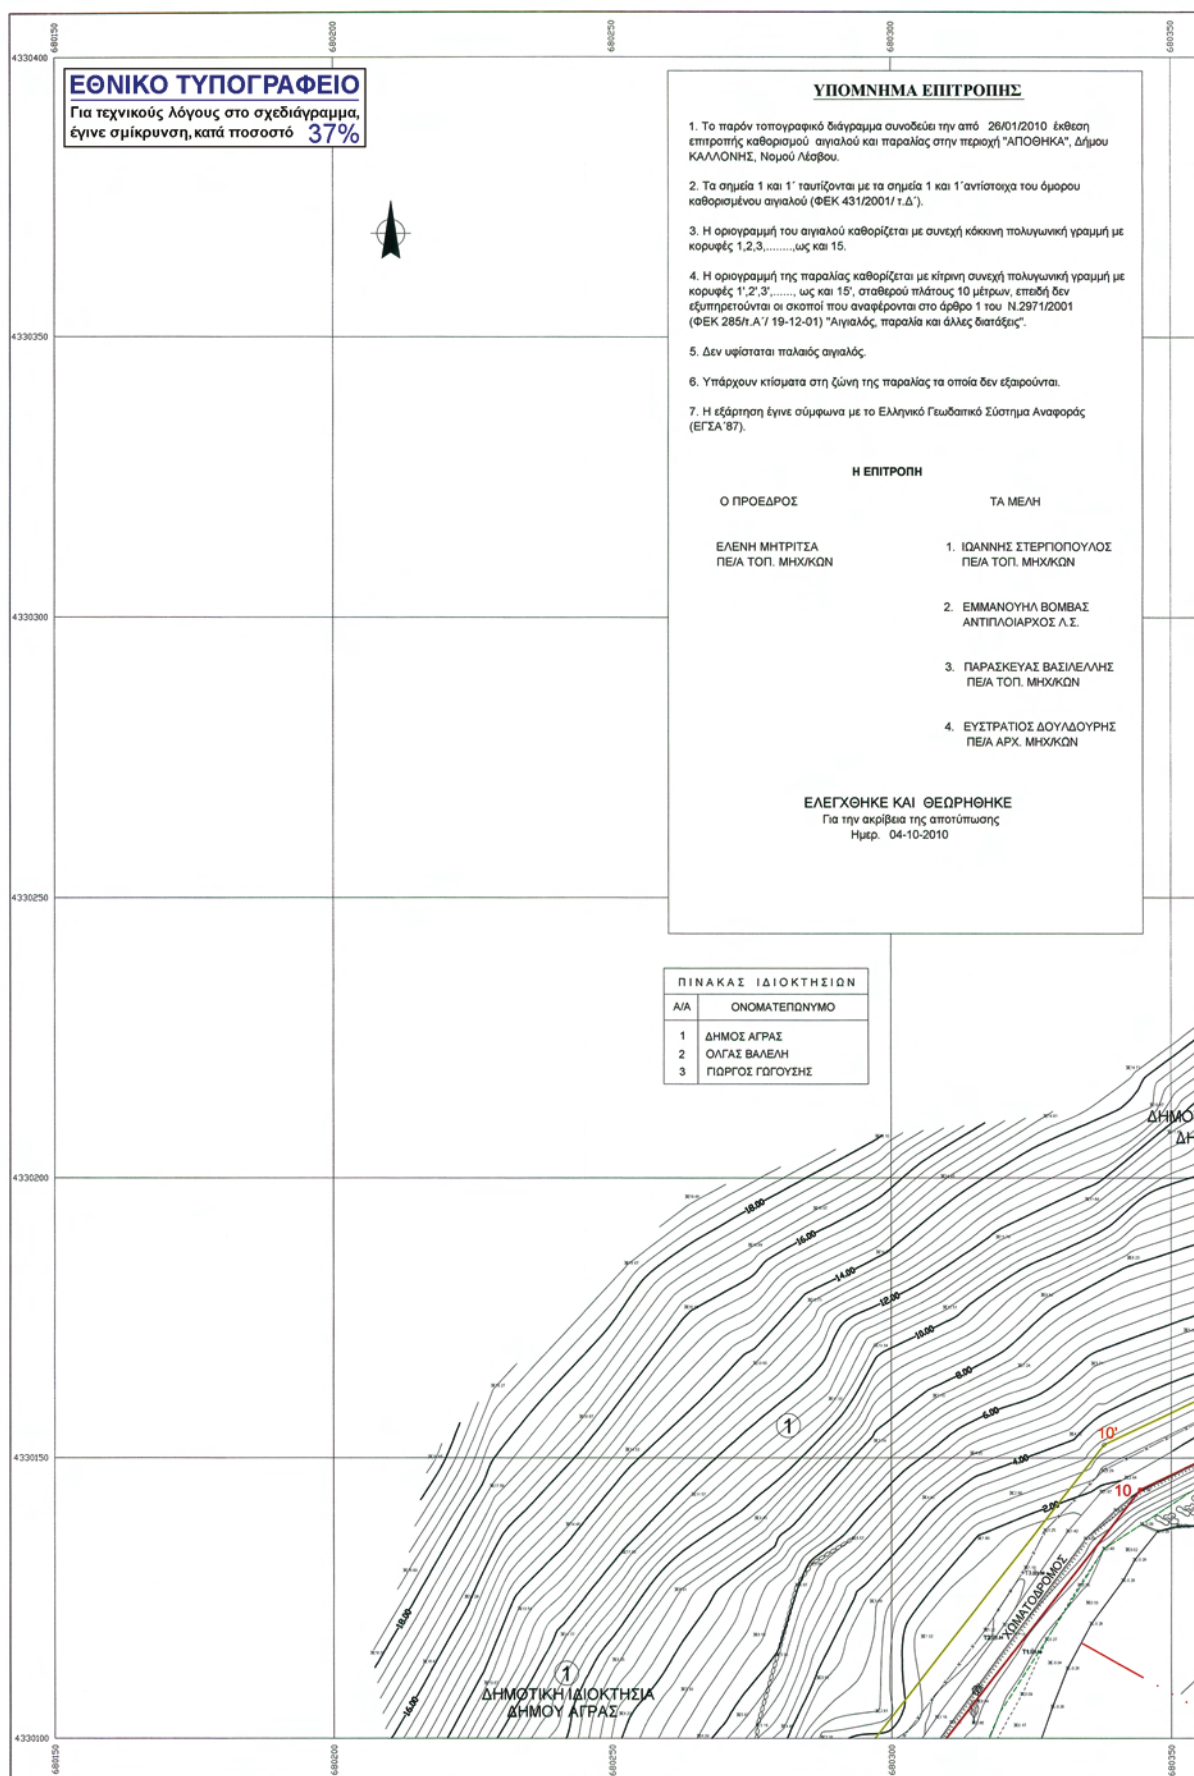 680150
680200
680250
680300
680350
4330400
ΕΘΝΙΚΟ ΤΥΠΟΓΡΑΦΕΙΟ
Για τεχνικούς λόγους στο σχεδιάγραμμα,
έγινε σμίκρυνση, κατά ποσοστό 37%
ΥΠΟΜΝΗΜΑ ΕΠΙΤΡΟΠΗΣ
1. Το παρόν τοπογραφικό διάγραμμα συνοδεύει την από 26/01/2010 έκθεση
επιτροπής καθορισμού αιγιαλού και παραλίας στην περιοχή "ΑΠΟΘΗΚΑ", Δήμου
ΚΑΛΛΟΝΗΣ, Νομού Λέσβου.
2. Τα σημεία 1 και 1΄ ταυτίζονται με τα σημεία 1 και 1΄αντίστοιχα του όμορου
καθορισμένου αιγιαλού (ΦΕΚ 431/2001/ τ.Δ΄).
3. Η οριογραμμή του αιγιαλού καθορίζεται με συνεχή κόκκινη πολυγωνική γραμμή με
κορυφές 1,2,3,........,ως και 15.
4. Η οριογραμμή της παραλίας καθορίζεται με κίτρινη συνεχή πολυγωνική γραμμή με
κορυφές 1',2',3',......, ως και 15', σταθερού πλάτους 10 μέτρων, επειδή δεν
εξυπηρετούνται οι σκοποί που αναφέρονται στο άρθρο 1 του Ν.2971/2001
(ΦΕΚ 285/τ.Α΄/ 19-12-01) "Αιγιαλός, παραλία και άλλες διατάξεις".
5. Δεν υφίσταται παλαιός αιγιαλός.
6. Υπάρχουν κτίσματα στη ζώνη της παραλίας τα οποία δεν εξαιρούνται.
7. Η εξάρτηση έγινε σύμφωνα με το Ελληνικό Γεωδαιτικό Σύστημα Αναφοράς
(ΕΓΣΑ΄87).
Η ΕΠΙΤΡΟΠΗ
Ο ΠΡΟΕΔΡΟΣ ΤΑ ΜΕΛΗ
ΕΛΕΝΗ ΜΗΤΡΙΤΣΑ
ΠΕ/Α ΤΟΠ. ΜΗΧ/ΚΩΝ
1. ΙΩΑΝΝΗΣ ΣΤΕΡΓΙΟΠΟΥΛΟΣ
ΠΕ/Α ΤΟΠ. ΜΗΧ/ΚΩΝ
2. ΕΜΜΑΝΟΥΗΛ ΒΟΜΒΑΣ
ΑΝΤΙΠΛΟΙΑΡΧΟΣ Λ.Σ.
3. ΠΑΡΑΣΚΕΥΑΣ ΒΑΣΙΛΕΛΛΗΣ
ΠΕ/Α ΤΟΠ. ΜΗΧ/ΚΩΝ
4. ΕΥΣΤΡΑΤΙΟΣ ΔΟΥΛΔΟΥΡΗΣ
ΠΕ/Α ΑΡΧ. ΜΗΧ/ΚΩΝ
ΕΛΕΓΧΘΗΚΕ ΚΑΙ ΘΕΩΡΗΘΗΚΕ
Για την ακρίβεια της αποτύπωσης
Ημερ. 04-10-2010
4330350
4330300
4330250
ΠΙΝΑΚΑΣ ΙΔΙΟΚΤΗΣΙΩΝ
Α/Α ΟΝΟΜΑΤΕΠΩΝΥΜΟ
1 ΔΗΜΟΣ ΑΓΡΑΣ
2 ΟΛΓΑΣ ΒΑΛΕΛΗ
3 ΓΙΩΡΓΟΣ ΓΩΓΟΥΣΗΣ
ΔΗΜΟ
ΔΗ
4330200
18.00
16.00
14.00
12.00
10.00
8.00
6.00
4.00
2.00
1
10'
10
4330150
ΧΩΜΑΤΟΔΡΟΜΟΣ
18.00
16.00
1
ΔΗΜΟΤΙΚΗ ΙΔΙΟΚΤΗΣΙΑ
ΔΗΜΟΥ ΑΓΡΑΣ
4330100
680150
680200
680250
680300
680350